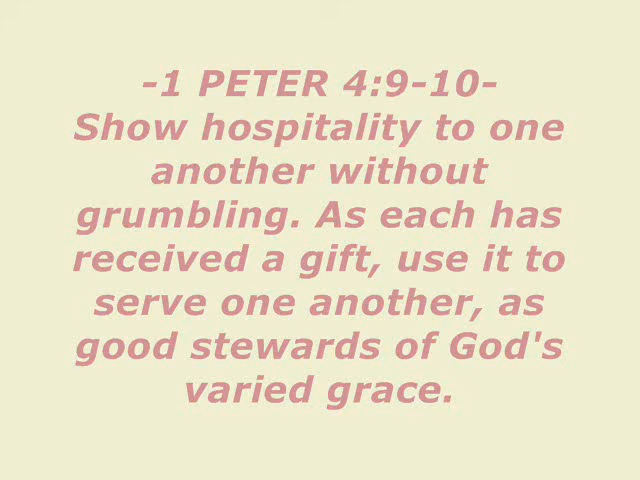 -1 PETER 4:9-10-
Show hospitality to one
another without
grumbling. As each has
received a gift, use it to
serve one another, as
good stewards of God's
varied grace.